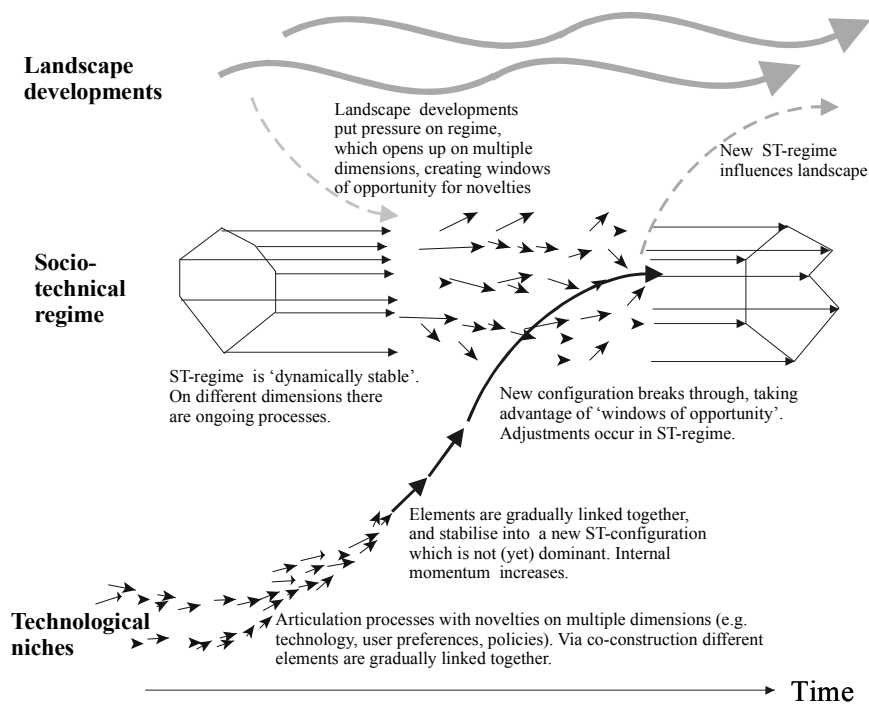 Landscape
developments
Landscape developments
put pressure on regime,
which opens up on multiple
dimensions, creating windows
of opportunity for novelties
New ST-regime
influences landscape
Socio-
technical
regime
ST-regime is ‘dynamically stable’.
On different dimensions there
are ongoing processes.
New configuration breaks through, taking
advantage of ‘windows of opportunity’.
Adjustments occur in ST-regime.
Elements are gradually linked together,
and stabilise into a new ST-configuration
which is not (yet) dominant. Internal
momentum increases.
Technological
niches
Articulation processes with novelties on multiple dimensions (e.g.
technology, user preferences, policies). Via co-construction different
elements are gradually linked together.
Time